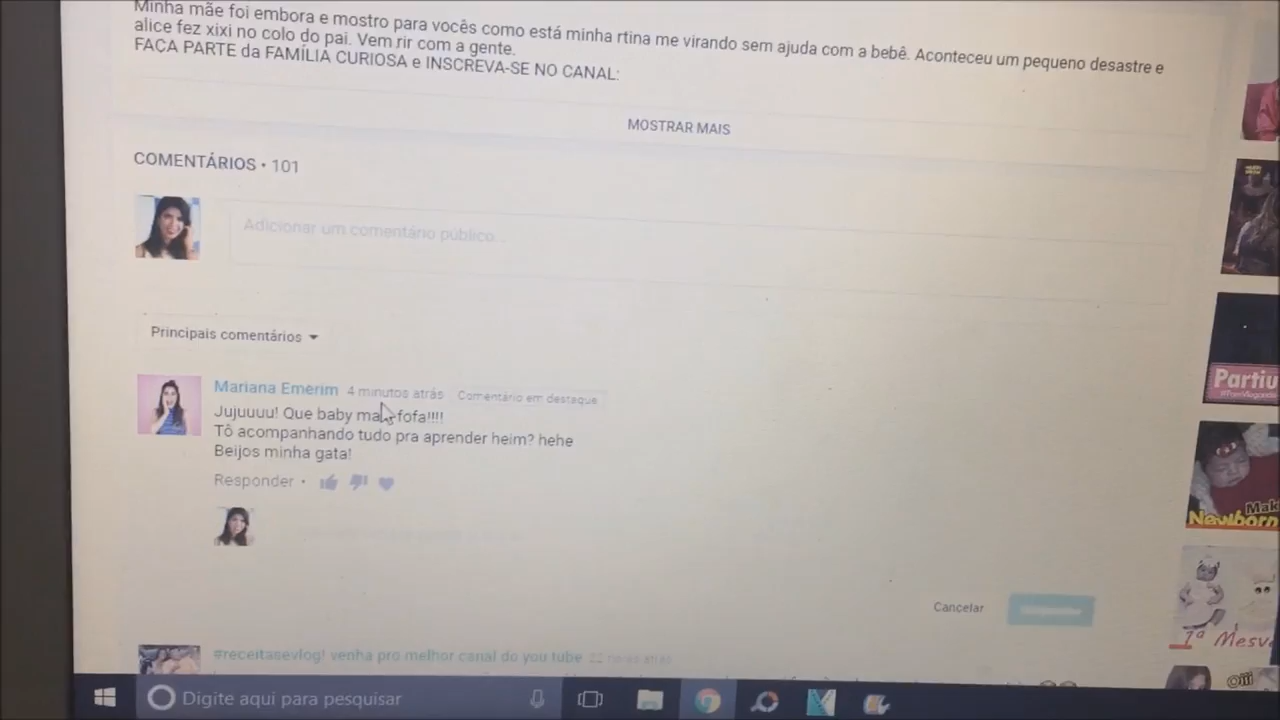 Minha mãe foi embora e mostro para vocês como está minha rtina me virando sem ajuda com a bebê. Aconteceu um pequeno desastre e
alice fez xixi no colo do pai. Vem rir com a gente.
FAÇA PARTE da FAMÍLIA CURIOSA e INSCREVA-SE NO CANAL:
MOSTRAR MAIS
COMENTÁRIOS • 101
Adicionar um comentário público...
Principais comentários
Mariana Emerim 4 minutos atrás Comentário em destaque
Jujuuuu! Que baby mais fofa!!!!
Tô acompanhando tudo pra aprender heim? hehe
Beijos minha gata!
Responder •
Cancelar
#receitasevlog! venha pro melhor canal do you tube
Digite aqui para pesquisar
Partiu
Mak
Newborn
1ª Mesv
Oiii